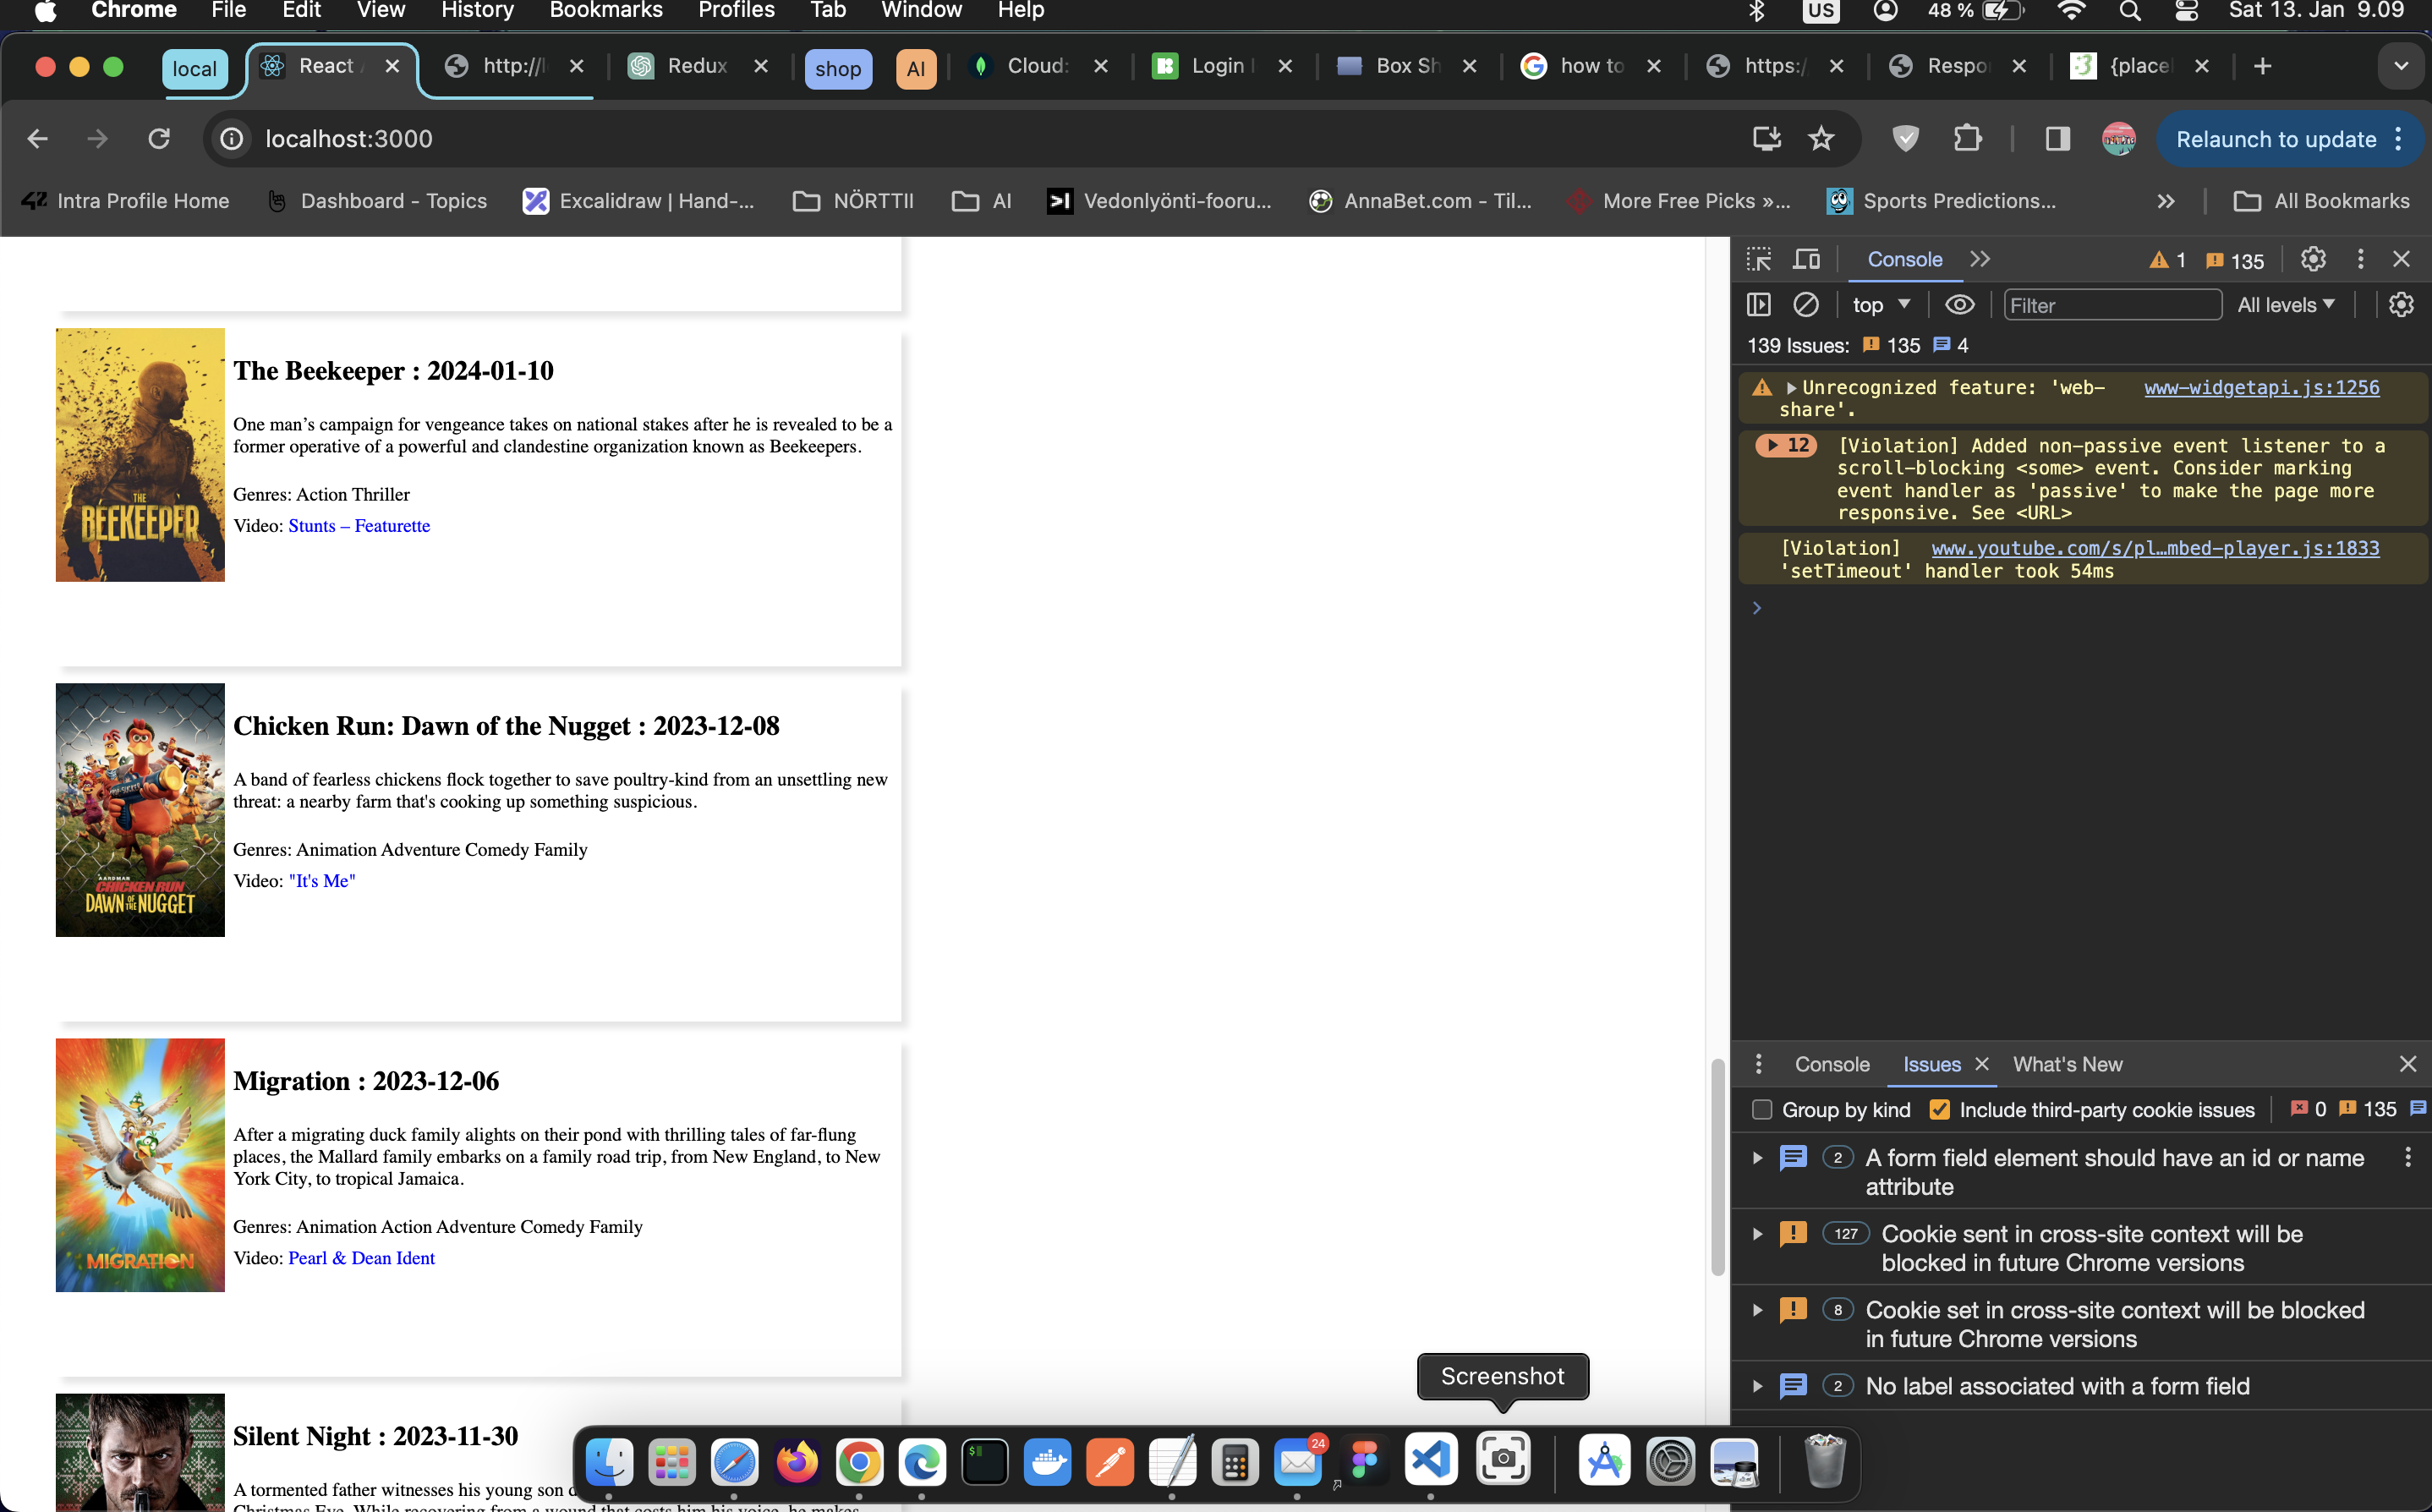 Chrome File Edit View History Bookmarks Profiles Tab Window Help US 48 % Sat 13. Jan 9.09
local React http://l Redux shop AI Cloud: Login Box Sh how to https:/ Respo {place
localhost:3000 Relaunch to update
Intra Profile Home Dashboard - Topics Excalidraw | Hand-... NÖRTTII AI Vedonlyönti-fooru... AnnaBet.com - Til... More Free Picks »... Sports Predictions... All Bookmarks
The Beekeeper : 2024-01-10
One man’s campaign for vengeance takes on national stakes after he is revealed to be a
former operative of a powerful and clandestine organization known as Beekeepers.
Genres: Action Thriller
Video: Stunts – Featurette
THE
BEEKEEPER
Chicken Run: Dawn of the Nugget : 2023-12-08
A band of fearless chickens flock together to save poultry-kind from an unsettling new
threat: a nearby farm that's cooking up something suspicious.
Genres: Animation Adventure Comedy Family
Video: "It's Me"
AARDMAN
CHICKEN RUN
DAWN OF THE NUGGET
Migration : 2023-12-06
After a migrating duck family alights on their pond with thrilling tales of far-flung
places, the Mallard family embarks on a family road trip, from New England, to New
York City, to tropical Jamaica.
Genres: Animation Action Adventure Comedy Family
Video: Pearl & Dean Ident
MIGRATION
Silent Night : 2023-11-30
A tormented father witnesses his young son d
Christmas Eve. While recovering from a wound that costs him his voice, he makes
Console 1 135
top Filter All levels
139 Issues: 135 4
Unrecognized feature: 'web- www-widgetapi.js:1256
share'.
12 [Violation] Added non-passive event listener to a
scroll-blocking <some> event. Consider marking
event handler as 'passive' to make the page more
responsive. See <URL>
[Violation] www.youtube.com/s/pl…mbed-player.js:1833
'setTimeout' handler took 54ms
Console Issues What's New
Group by kind Include third-party cookie issues 0 135
2 A form field element should have an id or name
attribute
127 Cookie sent in cross-site context will be
blocked in future Chrome versions
8 Cookie set in cross-site context will be blocked
in future Chrome versions
2 No label associated with a form field
Screenshot
24